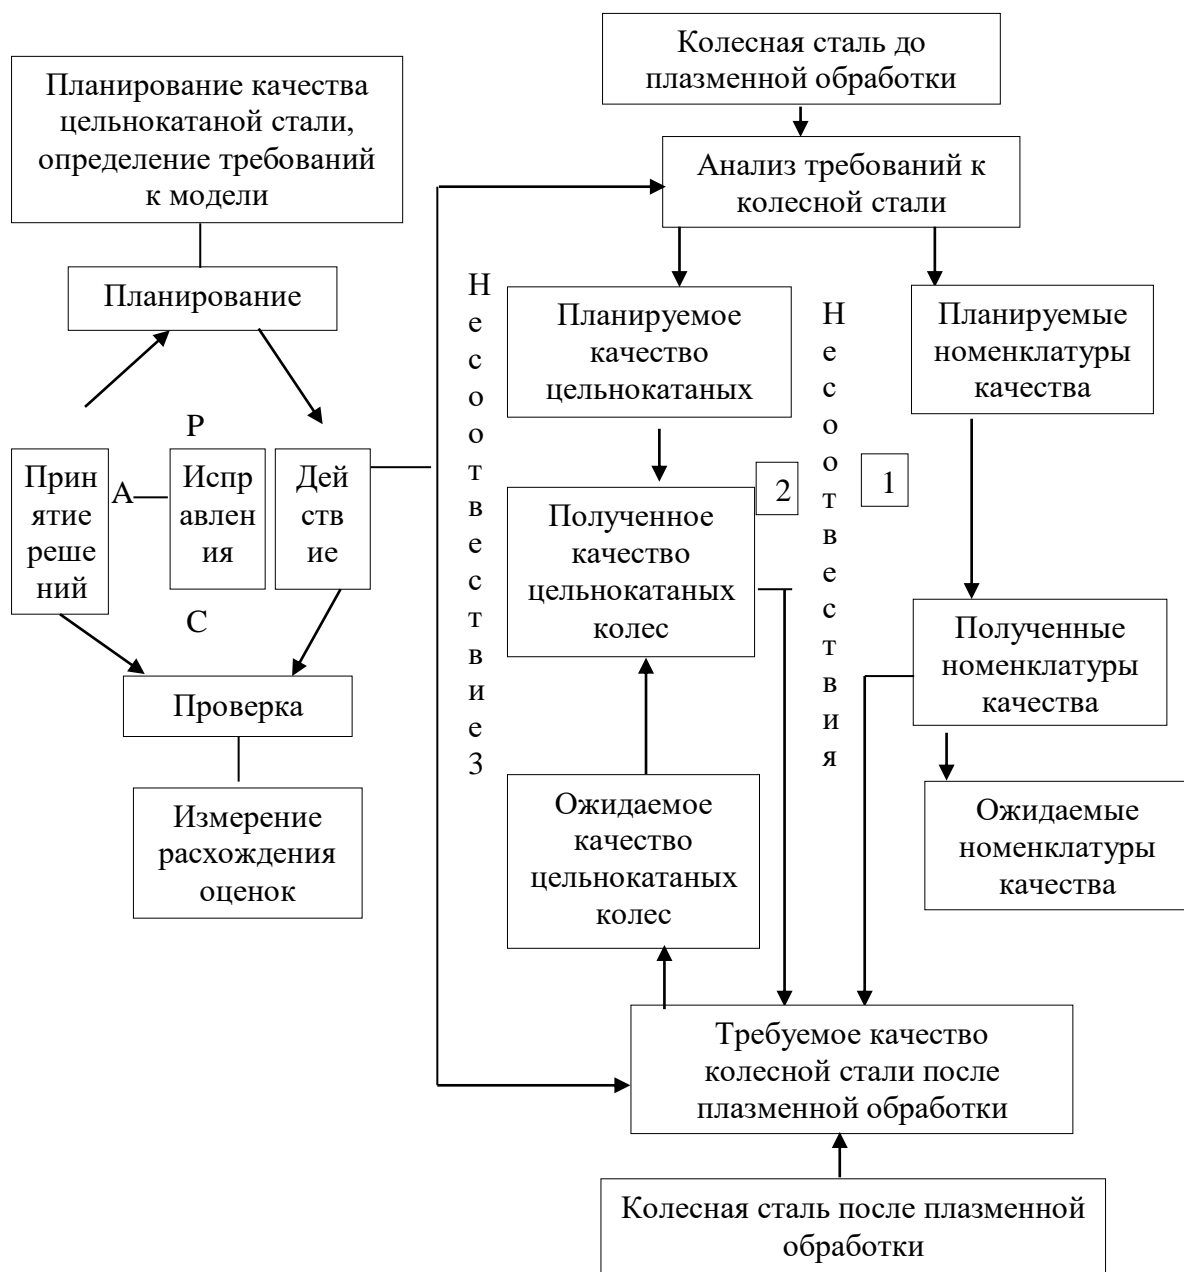 Колесная сталь до
плазменной обработки
Планирование качества
цельнокатаной стали,
определение требований
к модели
Анализ требований к
колесной стали
Планирование
Несоотвествие3
Планируемое
качество
цельнокатаных
Несоотвествия
Планируемые
номенклатуры
качества
Р
Прин
ятие
реше
ний
А
Испр
авлен
ия
Дей
ств
ие
2
1
Полученное
качество
цельнокатаных
колес
С
Полученные
номенклатуры
качества
Проверка
Измерение
расхождения
оценок
Ожидаемое
качество
цельнокатаных
колес
Ожидаемые
номенклатуры
качества
Требуемое качество
колесной стали после
плазменной обработки
Колесная сталь после плазменной
обработки